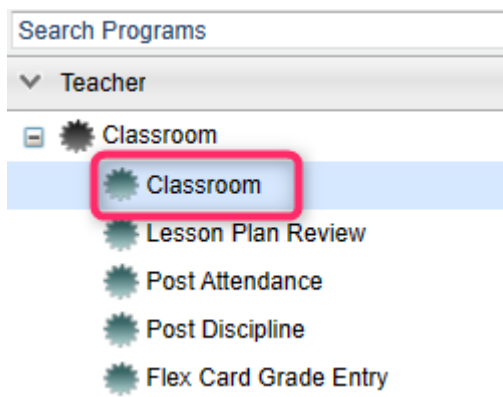 Search Programs
Teacher
Classroom
Classroom
Lesson Plan Review
Post Attendance
Post Discipline
Flex Card Grade Entry